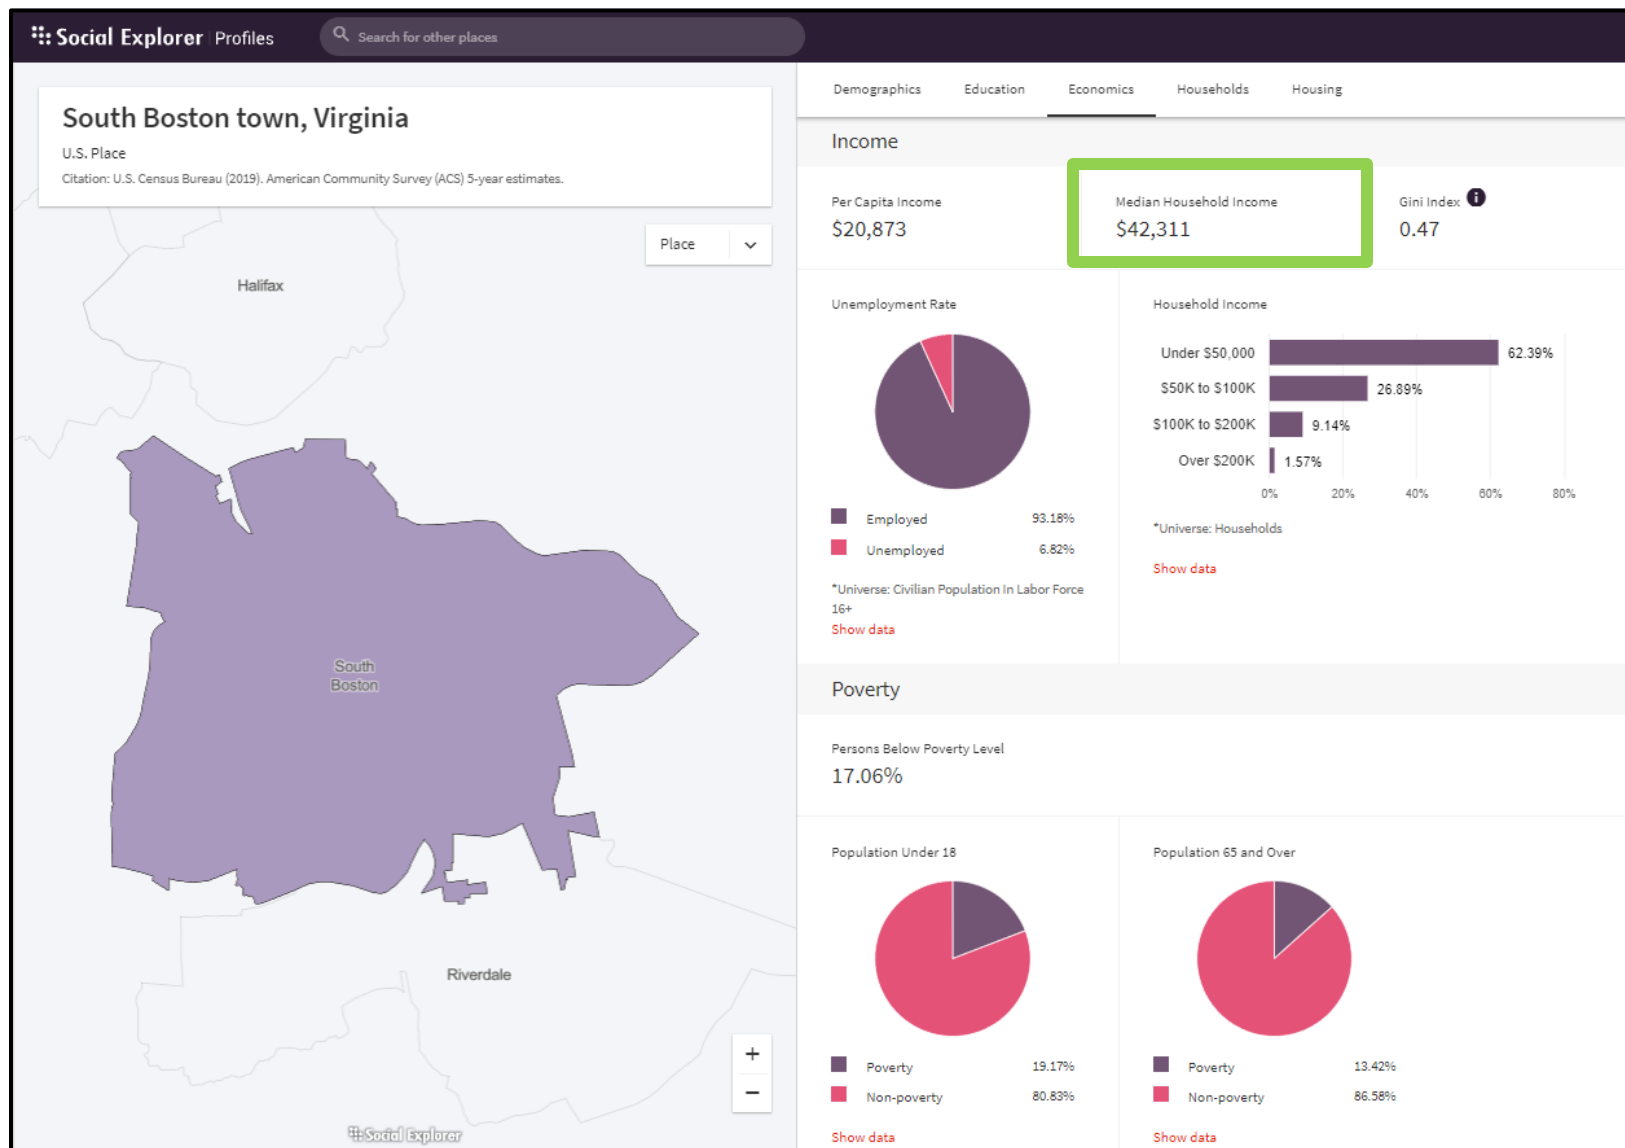 Social Explorer Profiles
Search for other places
South Boston town, Virginia
U.S. Place
Citation: U.S. Census Bureau (2019). American Community Survey (ACS) 5-year estimates.
Place
Halifax
South
Boston
Riverdale
+
−
Social Explorer
Demographics Education Economics Households Housing
Income
Per Capita Income
$20,873
Median Household Income
$42,311
Gini Index i
0.47
Unemployment Rate
Employed 93.18%
Unemployed 6.82%
*Universe: Civilian Population In Labor Force
16+
Show data
Household Income
Under $50,000 62.39%
$50K to $100K 26.89%
$100K to $200K 9.14%
Over $200K 1.57%
0% 20% 40% 60% 80%
*Universe: Households
Show data
Poverty
Persons Below Poverty Level
17.06%
Population Under 18
Poverty 19.17%
Non-poverty 80.83%
Show data
Population 65 and Over
Poverty 13.42%
Non-poverty 86.58%
Show data